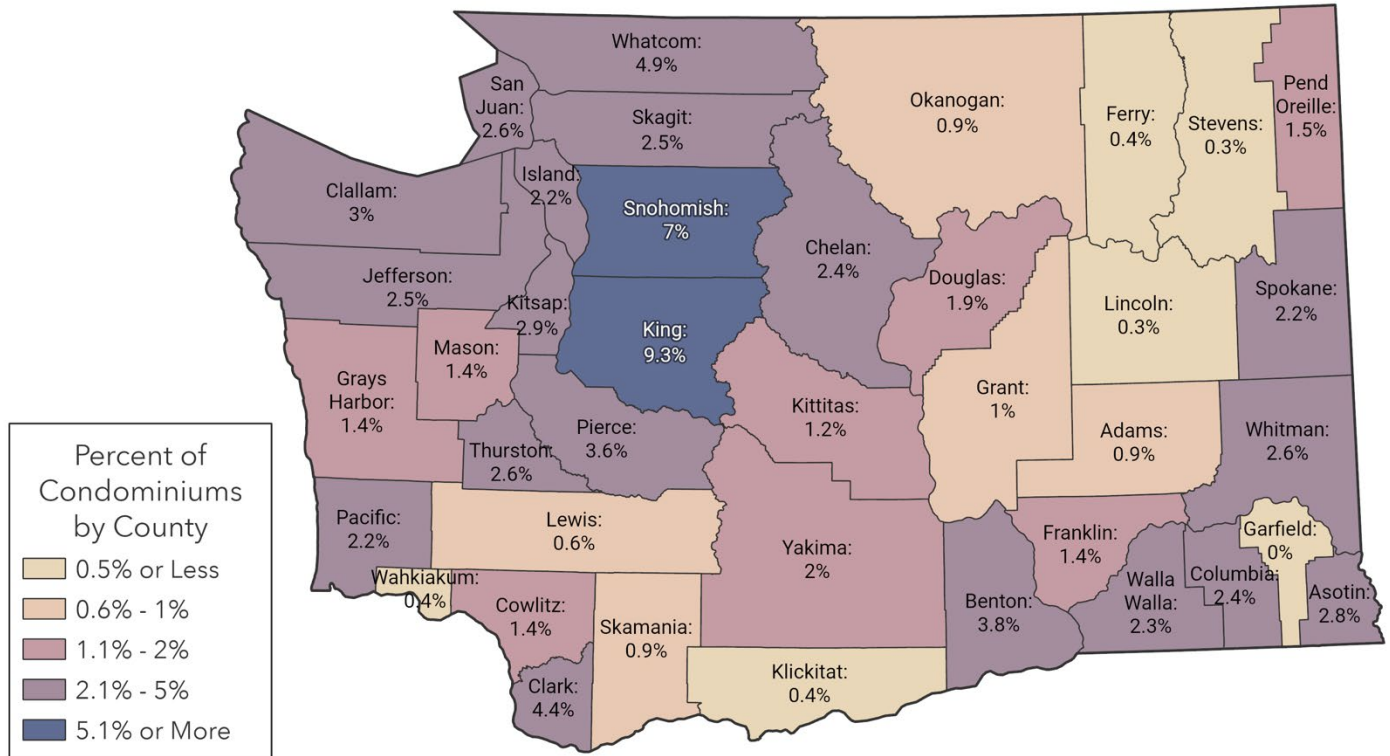 Whatcom:
4.9%
San
Juan:
2.6%
Skagit:
2.5%
Okanogan:
0.9%
Ferry:
0.4%
Stevens:
0.3%
Pend
Oreille:
1.5%
Clallam:
3%
Island:
2.2%
Snohomish:
7%
Chelan:
2.4%
Douglas:
1.9%
Lincoln:
0.3%
Spokane:
2.2%
Jefferson:
2.5%
Kitsap:
2.9%
King:
9.3%
Mason:
1.4%
Grays
Harbor:
1.4%
Kittitas:
1.2%
Grant:
1%
Adams:
0.9%
Whitman:
2.6%
Thurston:
2.6%
Pierce:
3.6%
Pacific:
2.2%
Lewis:
0.6%
Yakima:
2%
Franklin:
1.4%
Garfield:
0%
Wahkiakum:
0.4%
Cowlitz:
1.4%
Skamania:
0.9%
Benton:
3.8%
Walla
Walla:
2.3%
Columbia:
2.4%
Asotin:
2.8%
Clark:
4.4%
Klickitat:
0.4%
Percent of
Condominiums
by County
0.5% or Less
0.6% - 1%
1.1% - 2%
2.1% - 5%
5.1% or More